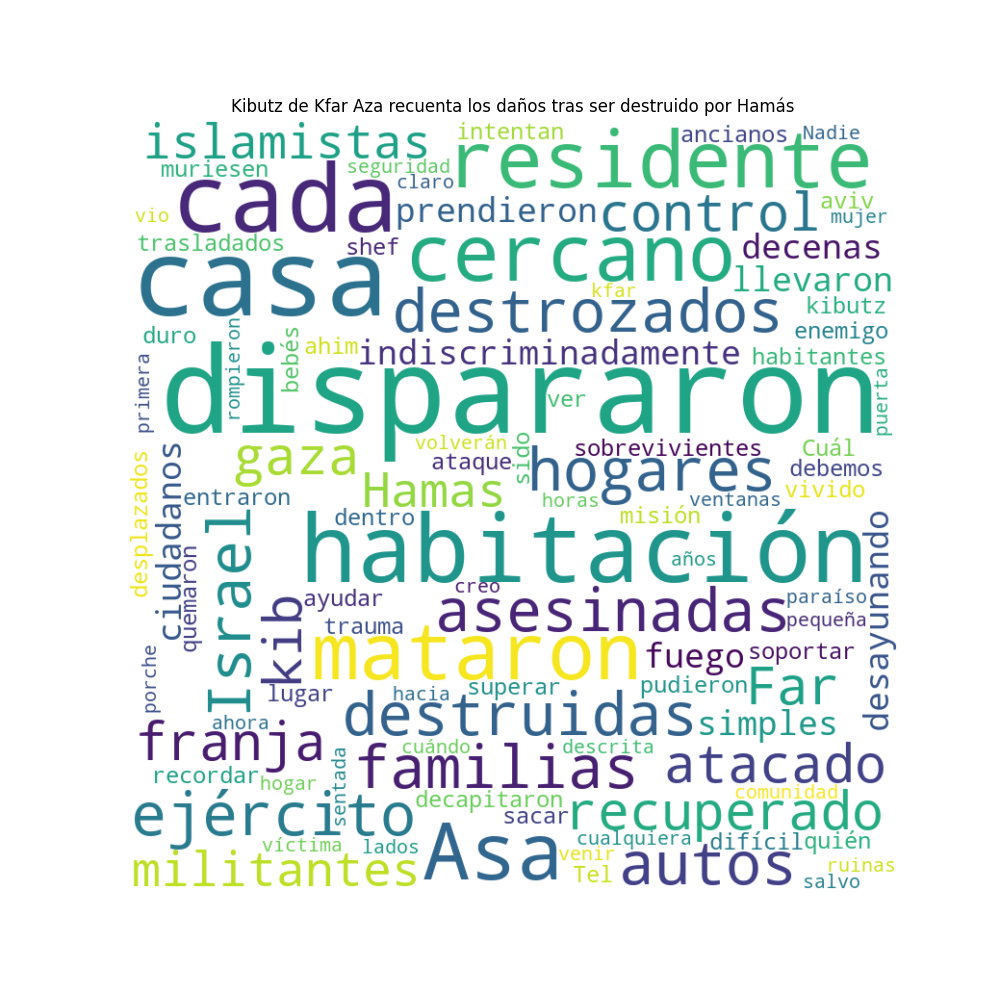 Kibutz de Kfar Aza recuenta los daños tras ser destruido por Hamás
islamistas
intentan
ancianos
Nadie
residente
muriesen
seguridad
claro
cada
prendieron
control
aviv
mujer
vio
trasladados
shef
cercano
decenas
casa
llevaron
kfar
destrozados
kibutz
enemigo
duro
rompieron
bebés
ahim
indiscriminadamente
habitantes
primera
dispararon
ver
puerta
gaza
volverán
ataque
sido
sobrevivientes
Cuál
hogares
debemos
desplazados
ciudadanos
entraron
Hamas
horas
ventanas
vivido
dentro
misión
Israel
habitación
años
desayunando
quemaron
kib
creo
ayudar
asesinadas
paraíso
pequeña
trauma
mataron
fuego
soportar
porche
lugar
hacia
superar
pudieron
Far
ahora
destruidas
simples
franja
cuándo
descrita
familias
atacado
recordar
hogar
sentada
decapitaron
comunidad
ejército
sacar
recuperado
víctima
lados
Asa
cualquiera
difícil
quién
militantes
venir
Tel
autos
ruinas
salvo